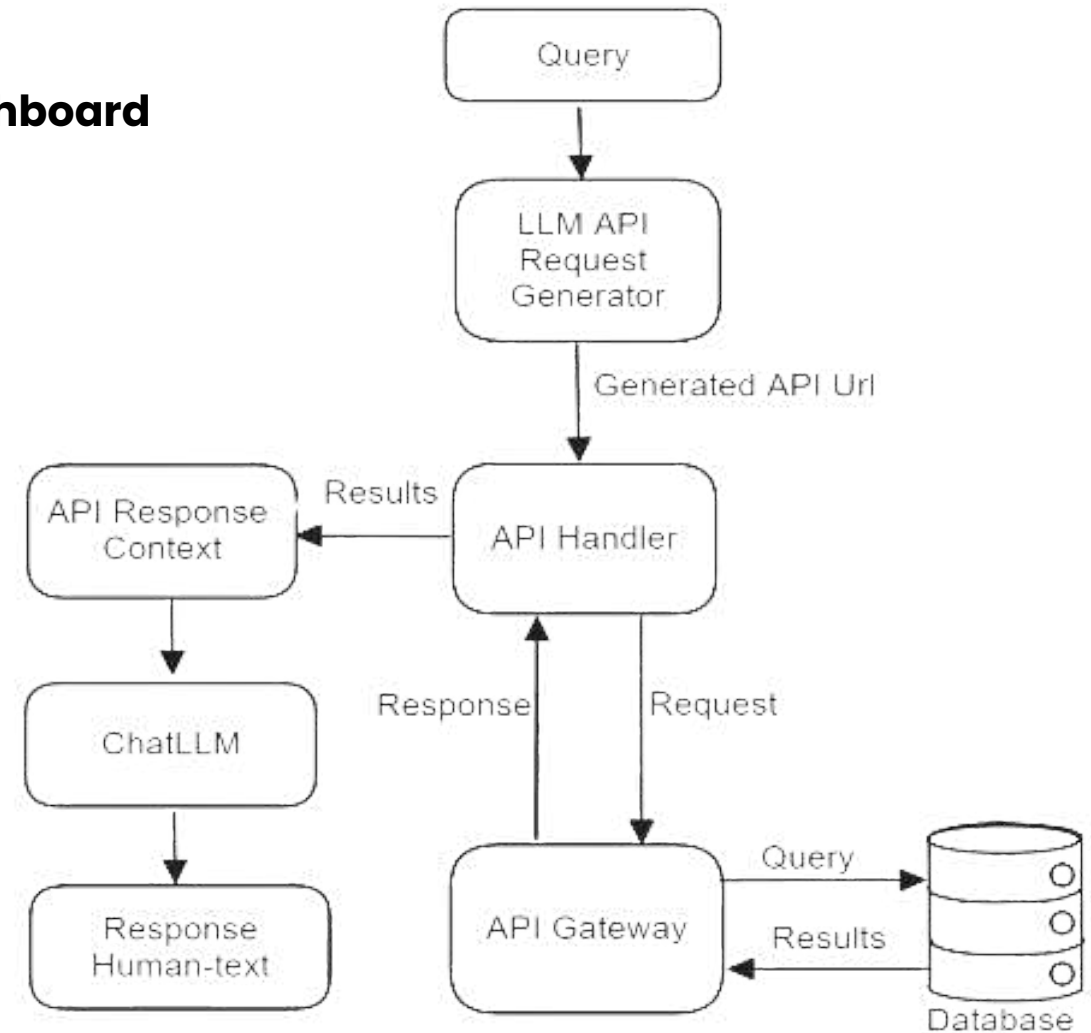 Query
nboard
LLM API
Request
Generator
Generated API Url
Results
API Response
Context
API Handler
Response
Request
ChatLLM
Query
Response
Human-text
API Gateway
Results
Database